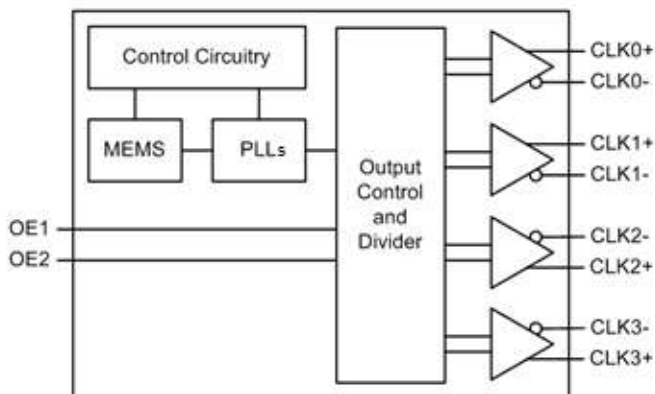 Control Circuitry
MEMS
PLLs
OE1
OE2
Output
Control
and
Divider
CLK0+
CLK0-
CLK1+
CLK1-
CLK2-
CLK2+
CLK3-
CLK3+